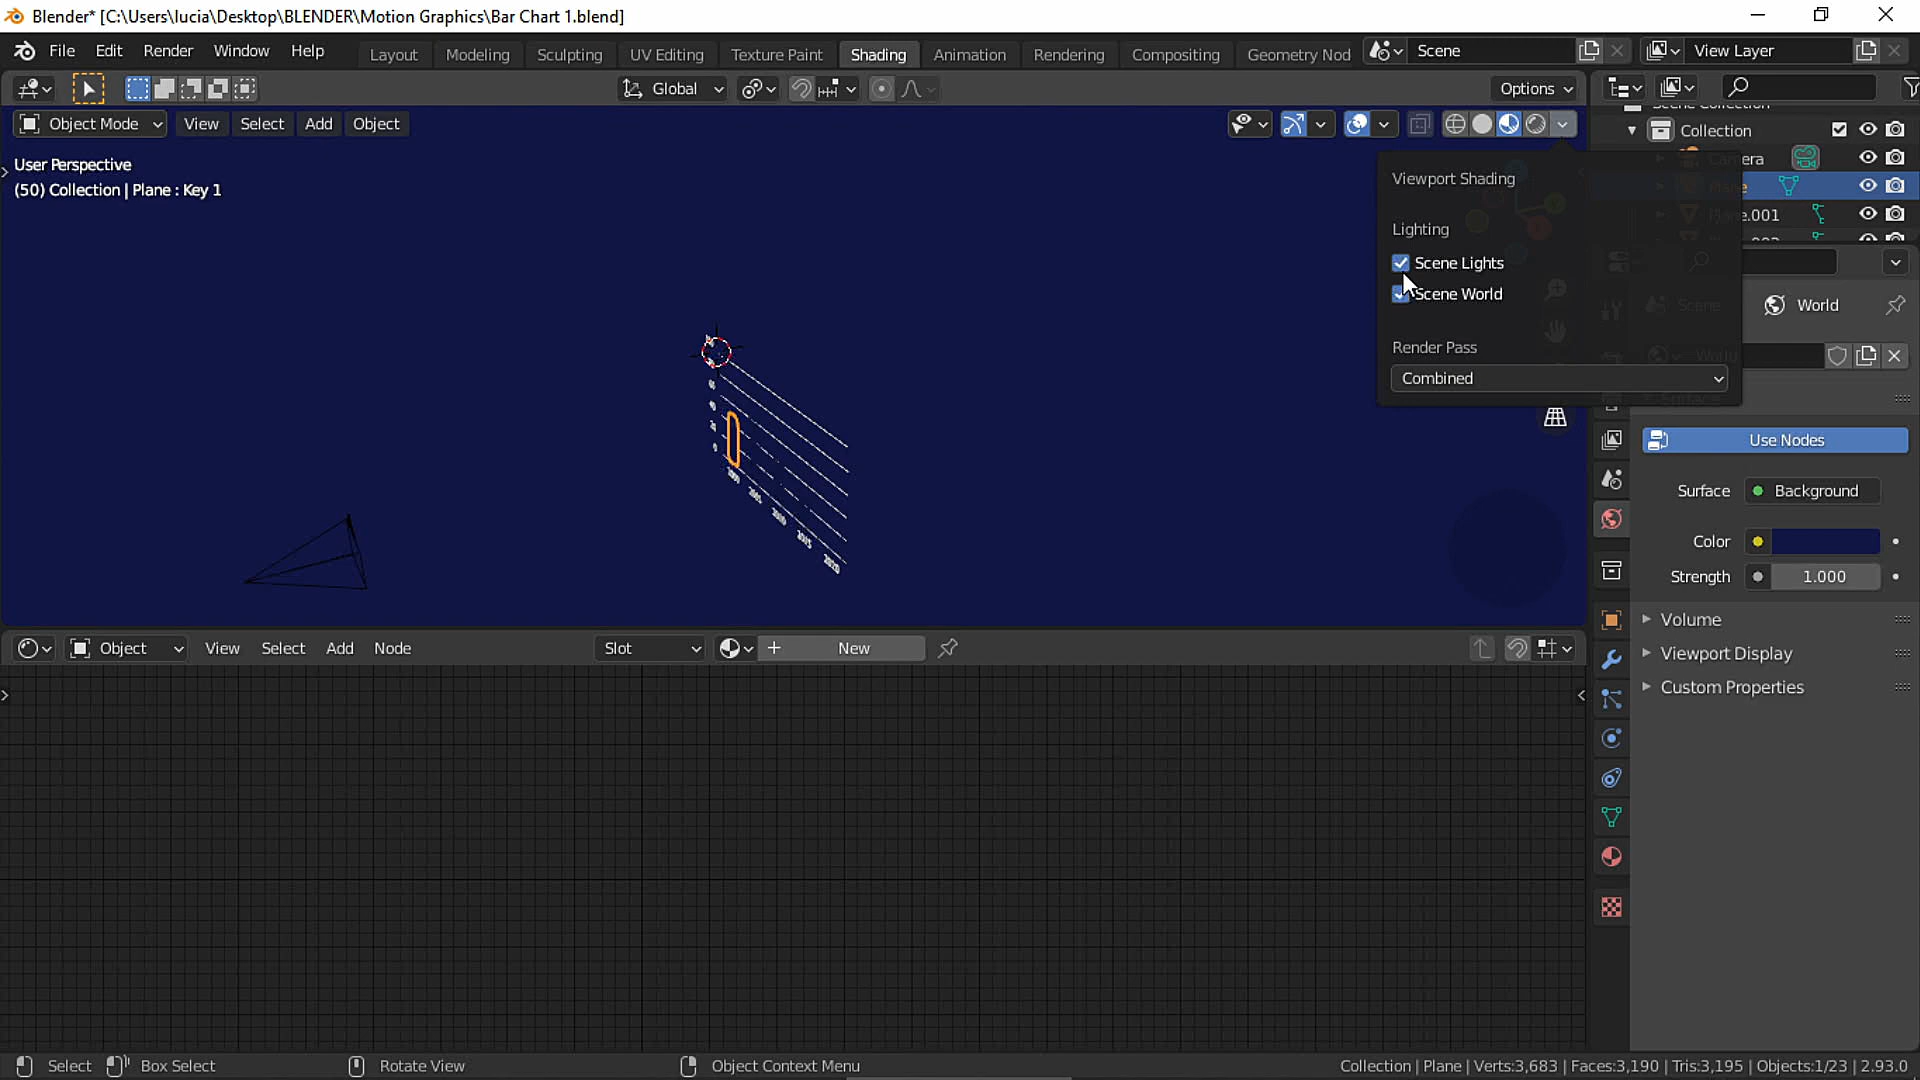 Blender* [C:\Users\lucia\Desktop\BLENDER\Motion Graphics\Bar Chart 1.blend]
File Edit Render Window Help Layout Modeling Sculpting UV Editing Texture Paint Shading Animation Rendering Compositing Geometry Nod Scene View Layer
Global Options
Scene Collection
Object Mode View Select Add Object
Collection
User Perspective
(50) Collection | Plane : Key 1
Viewport Shading
Lighting
Scene Lights
Scene World
Render Pass
Combined
Scene World
World
Use Nodes
Surface Background
Color
Strength 1.000
Volume
Viewport Display
Custom Properties
Object View Select Add Node Slot New
Select Box Select Rotate View Object Context Menu
Collection | Plane | Verts:3,683 | Faces:3,190 | Tris:3,195 | Objects:1/23 | 2.93.0